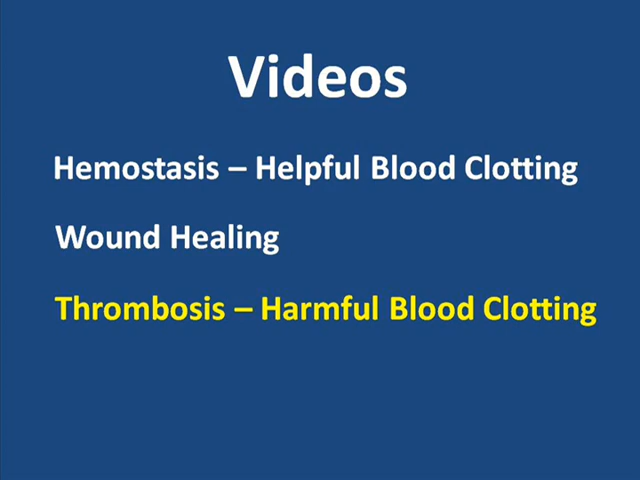 Videos
Hemostasis – Helpful Blood Clotting
Wound Healing
Thrombosis – Harmful Blood Clotting